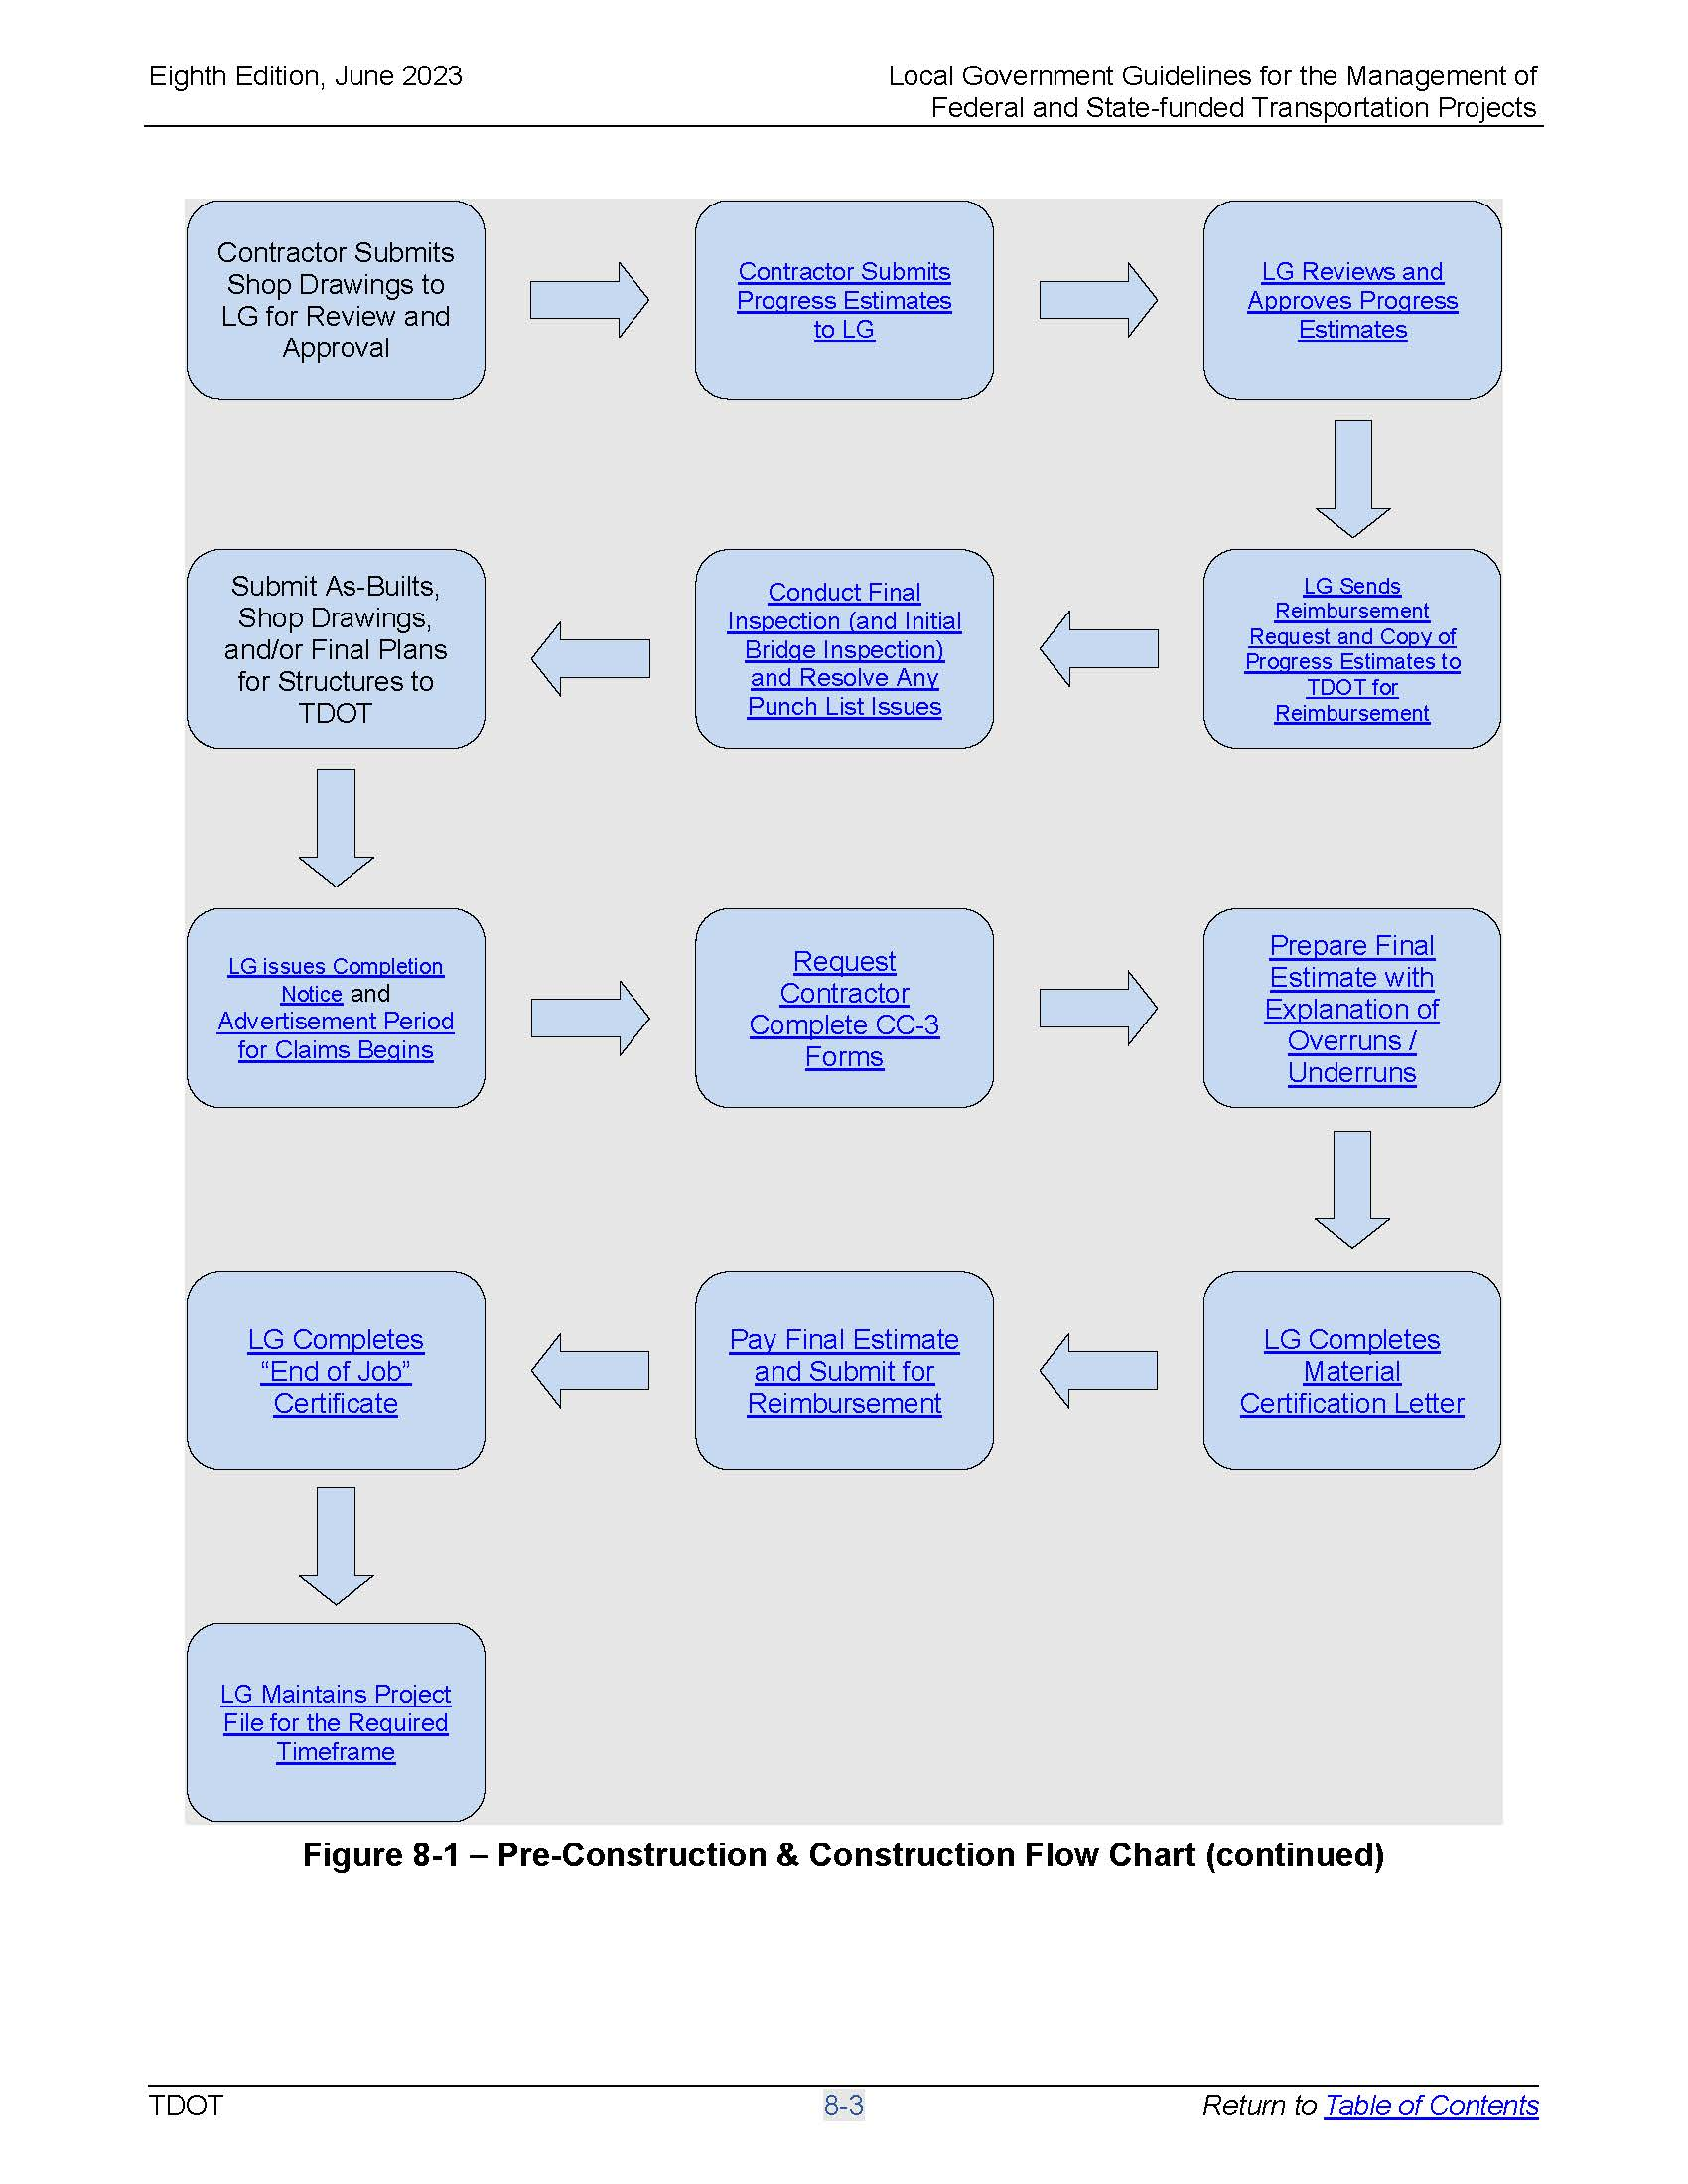 Eighth Edition, June 2023
Local Government Guidelines for the Management of
Federal and State-funded Transportation Projects
Contractor Submits
Shop Drawings to
LG for Review and
Approval
Contractor Submits
Progress Estimates
to LG
LG Reviews and
Approves Progress
Estimates
LG Sends
Reimbursement
Request and Copy of
Progress Estimates to
TDOT for
Reimbursement
Conduct Final
Inspection (and Initial
Bridge Inspection)
and Resolve Any
Punch List Issues
Submit As-Builts,
Shop Drawings,
and/or Final Plans
for Structures to
TDOT
LG issues Completion
Notice and
Advertisement Period
for Claims Begins
Request
Contractor
Complete CC-3
Forms
Prepare Final
Estimate with
Explanation of
Overruns /
Underruns
LG Completes
Material
Certification Letter
Pay Final Estimate
and Submit for
Reimbursement
LG Completes
“End of Job”
Certificate
LG Maintains Project
File for the Required
Timeframe
Figure 8-1 – Pre-Construction & Construction Flow Chart (continued)
TDOT
8-3
Return to Table of Contents